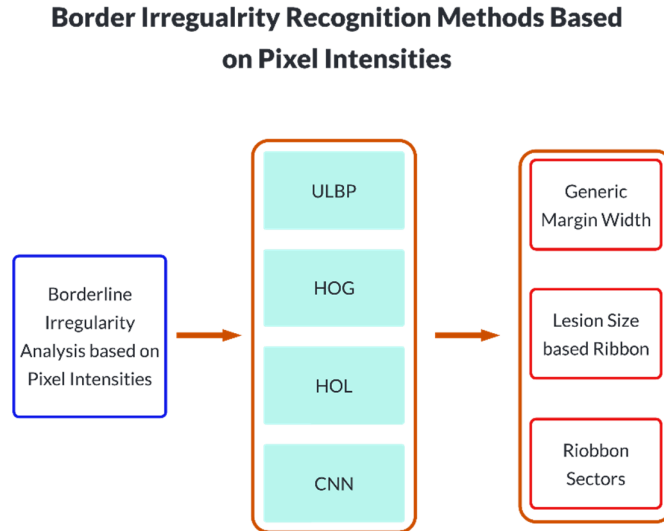 Border Irregualrity Recognition Methods Based
on Pixel Intensities
Borderline
Irregularity
Analysis based on
Pixel Intensities
ULBP
HOG
HOL
CNN
Generic
Margin Width
Lesion Size
based Ribbon
Riobbon
Sectors